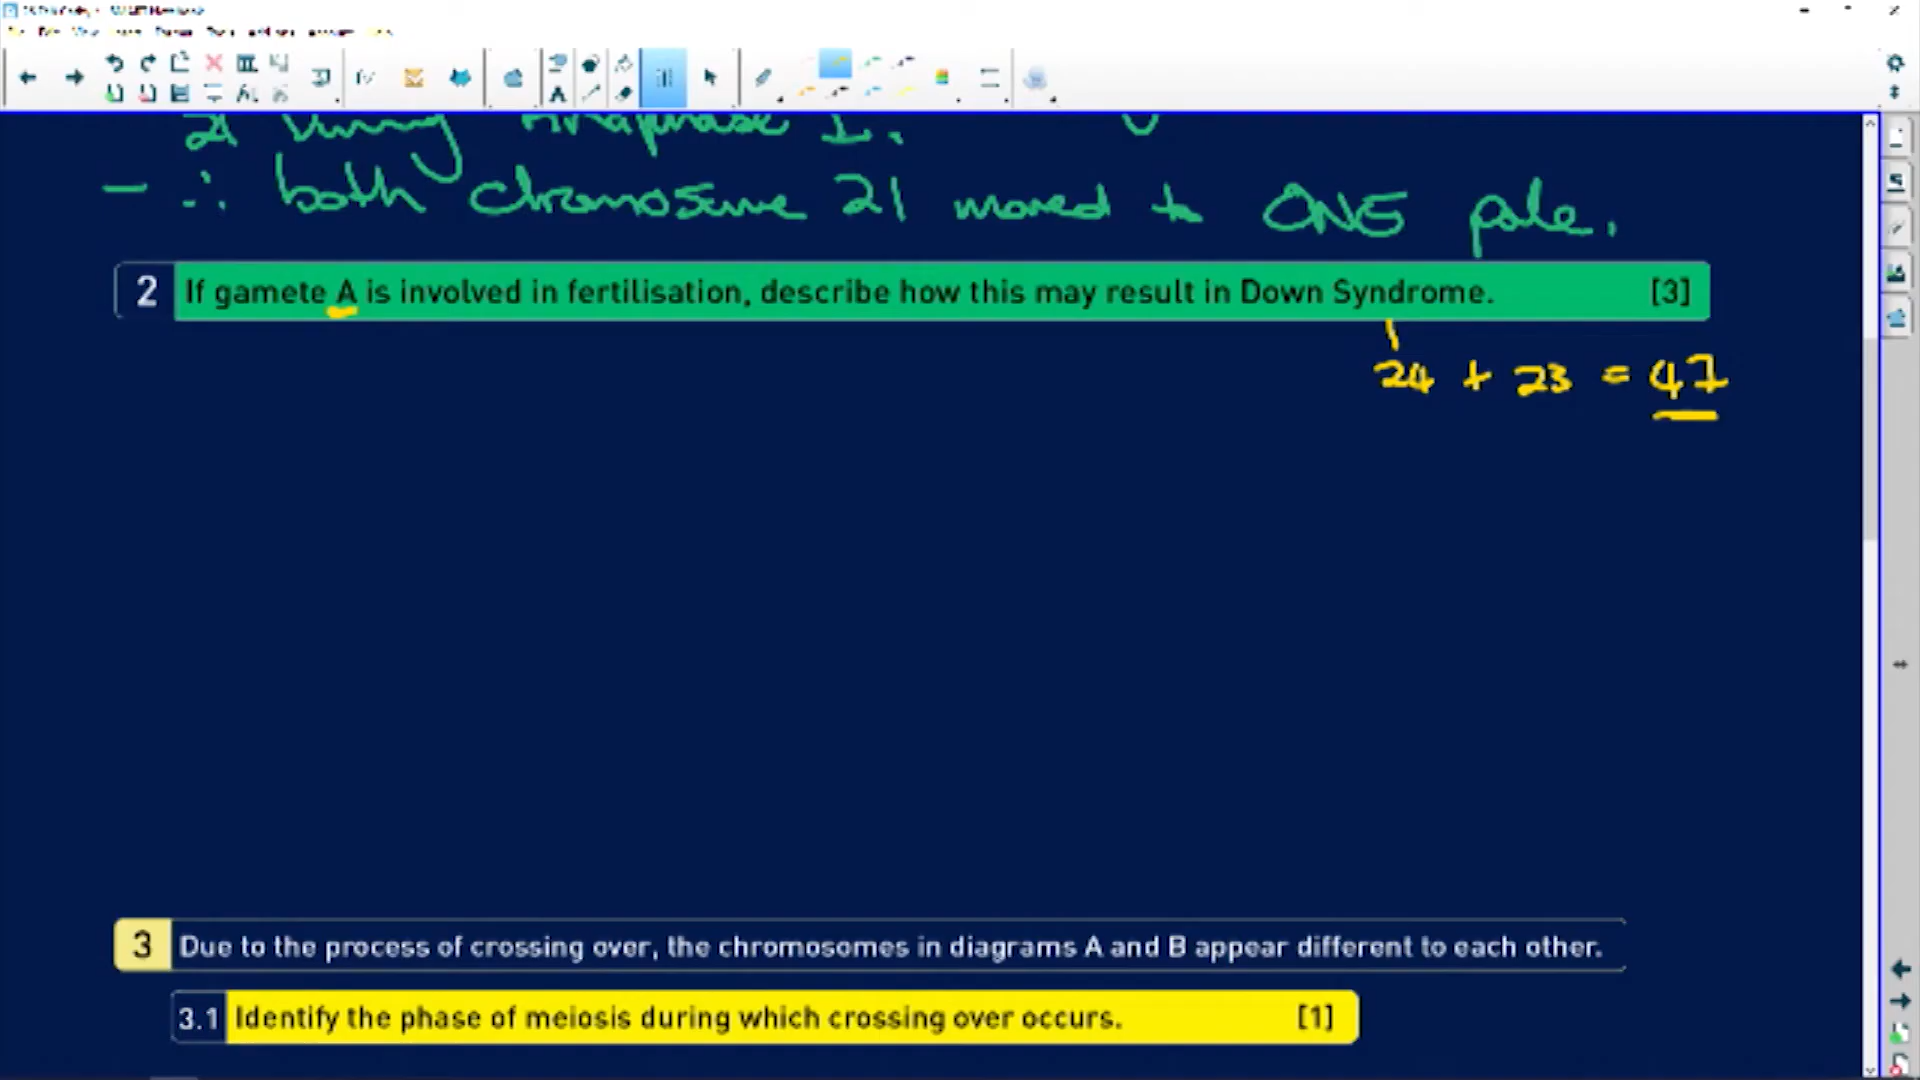 21 during Anaphase I.
– ∴ both chromosome 21 moved to ONE pole.
2 If gamete A is involved in fertilisation, describe how this may result in Down Syndrome. [3]
24 + 23 = 47
3 Due to the process of crossing over, the chromosomes in diagrams A and B appear different to each other.
3.1 Identify the phase of meiosis during which crossing over occurs. [1]